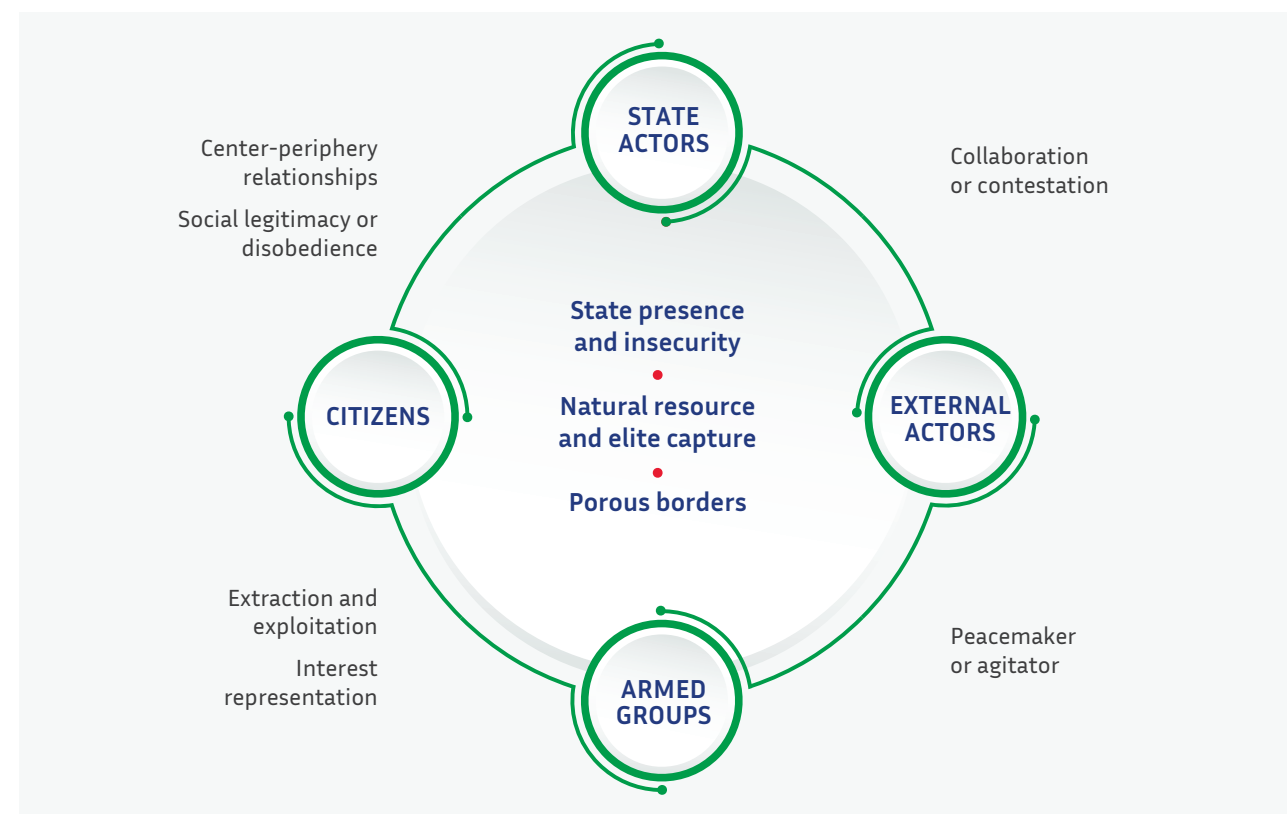 STATE
ACTORS
Center-periphery
relationships
Social legitimacy or
disobedience
Collaboration
or contestation
State presence
and insecurity
Natural resource
and elite capture
Porous borders
CITIZENS
EXTERNAL
ACTORS
Extraction and
exploitation
Interest
representation
Peacemaker
or agitator
ARMED
GROUPS